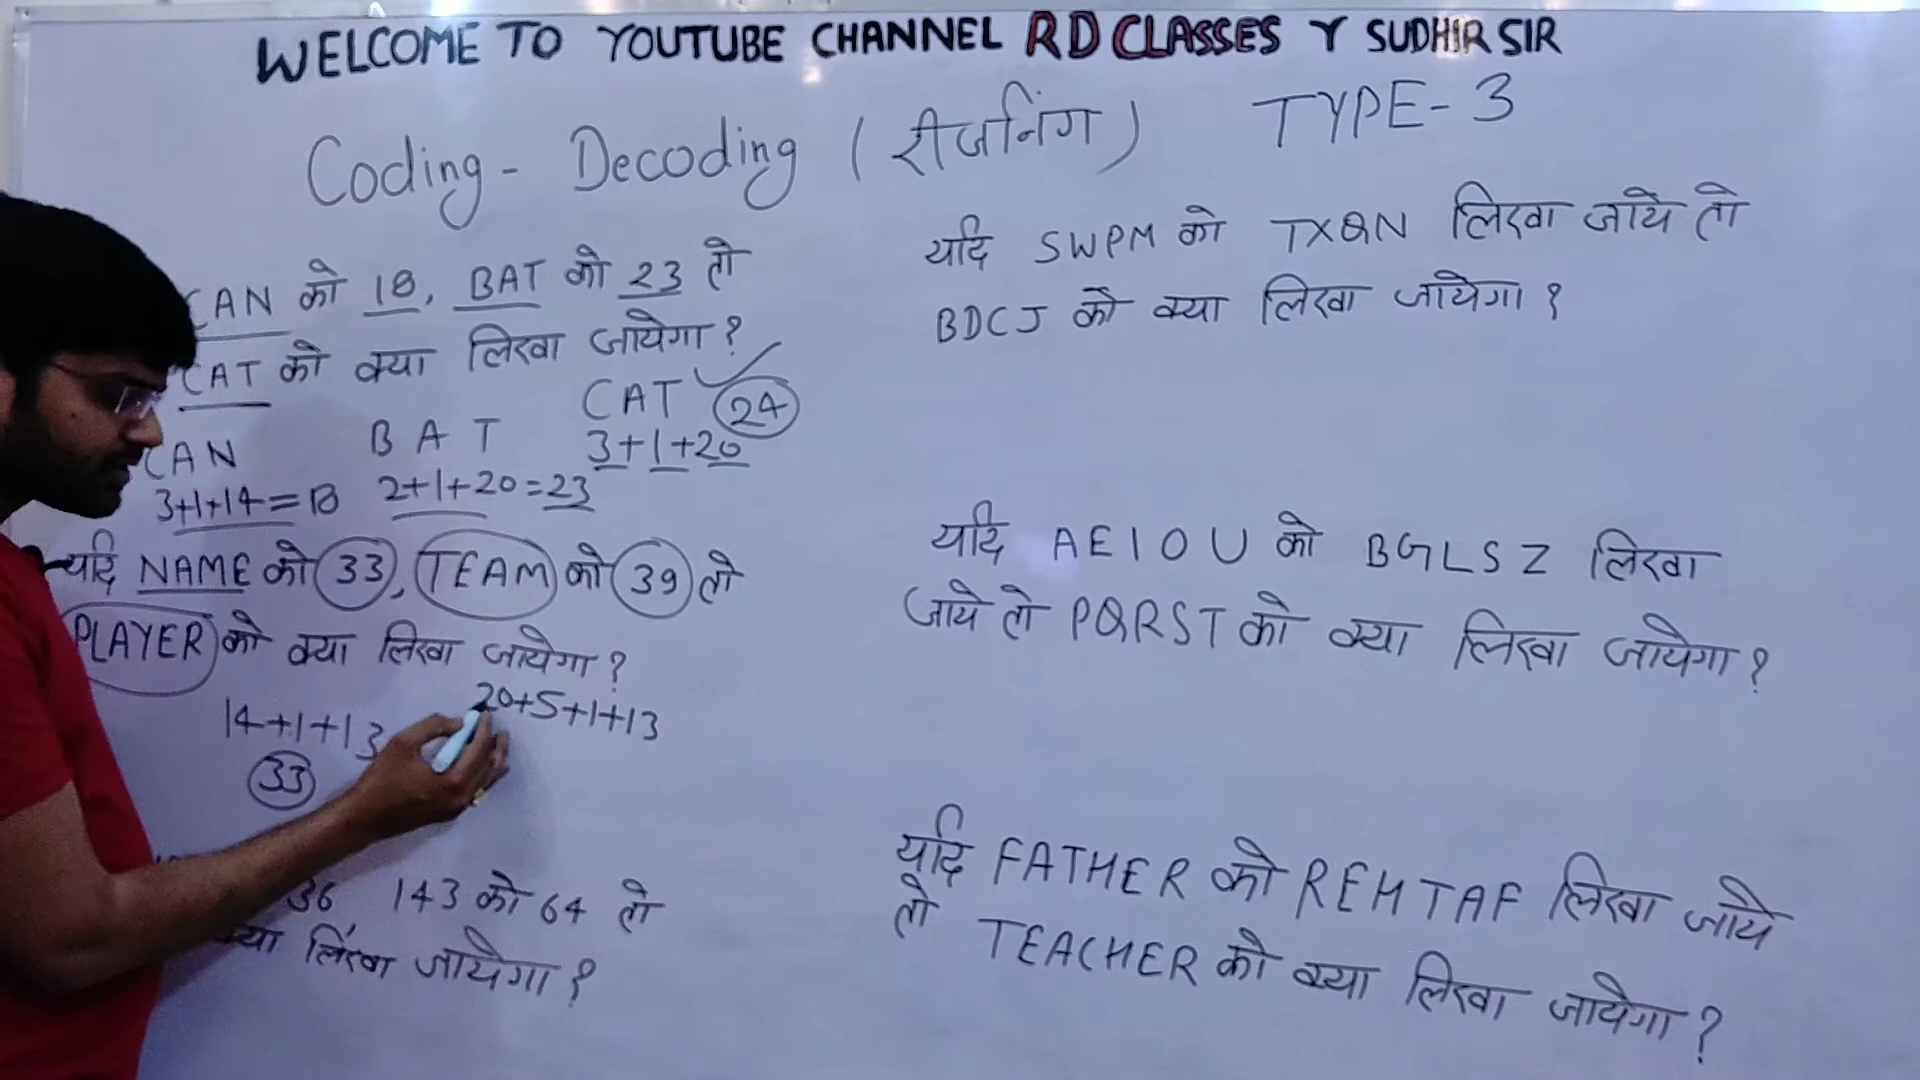 WELCOME TO YOUTUBE CHANNEL RD CLASSES Y SUDHIR SIR
Coding - Decoding (रीजनिंग) TYPE-3
CAN को 18, BAT को 23 तो
CAT को क्या लिखा जायेगा?
CAT 24
CAN BAT 3+1+20
3+1+14=18 2+1+20=23
यदि NAME को 33, TEAM को 39 तो
PLAYER को क्या लिखा जायेगा?
14+1+13 20+5+1+13
33
36, 143 को 64 तो
क्या लिखा जायेगा?
यदि SWPM को TXQN लिखा जाये तो
BDCJ को क्या लिखा जायेगा?
यदि AEIOU को BGLSZ लिखा
जाये तो PQRST को क्या लिखा जायेगा?
यदि FATHER को REHTAF लिखा जाये
तो TEACHER को क्या लिखा जायेगा?